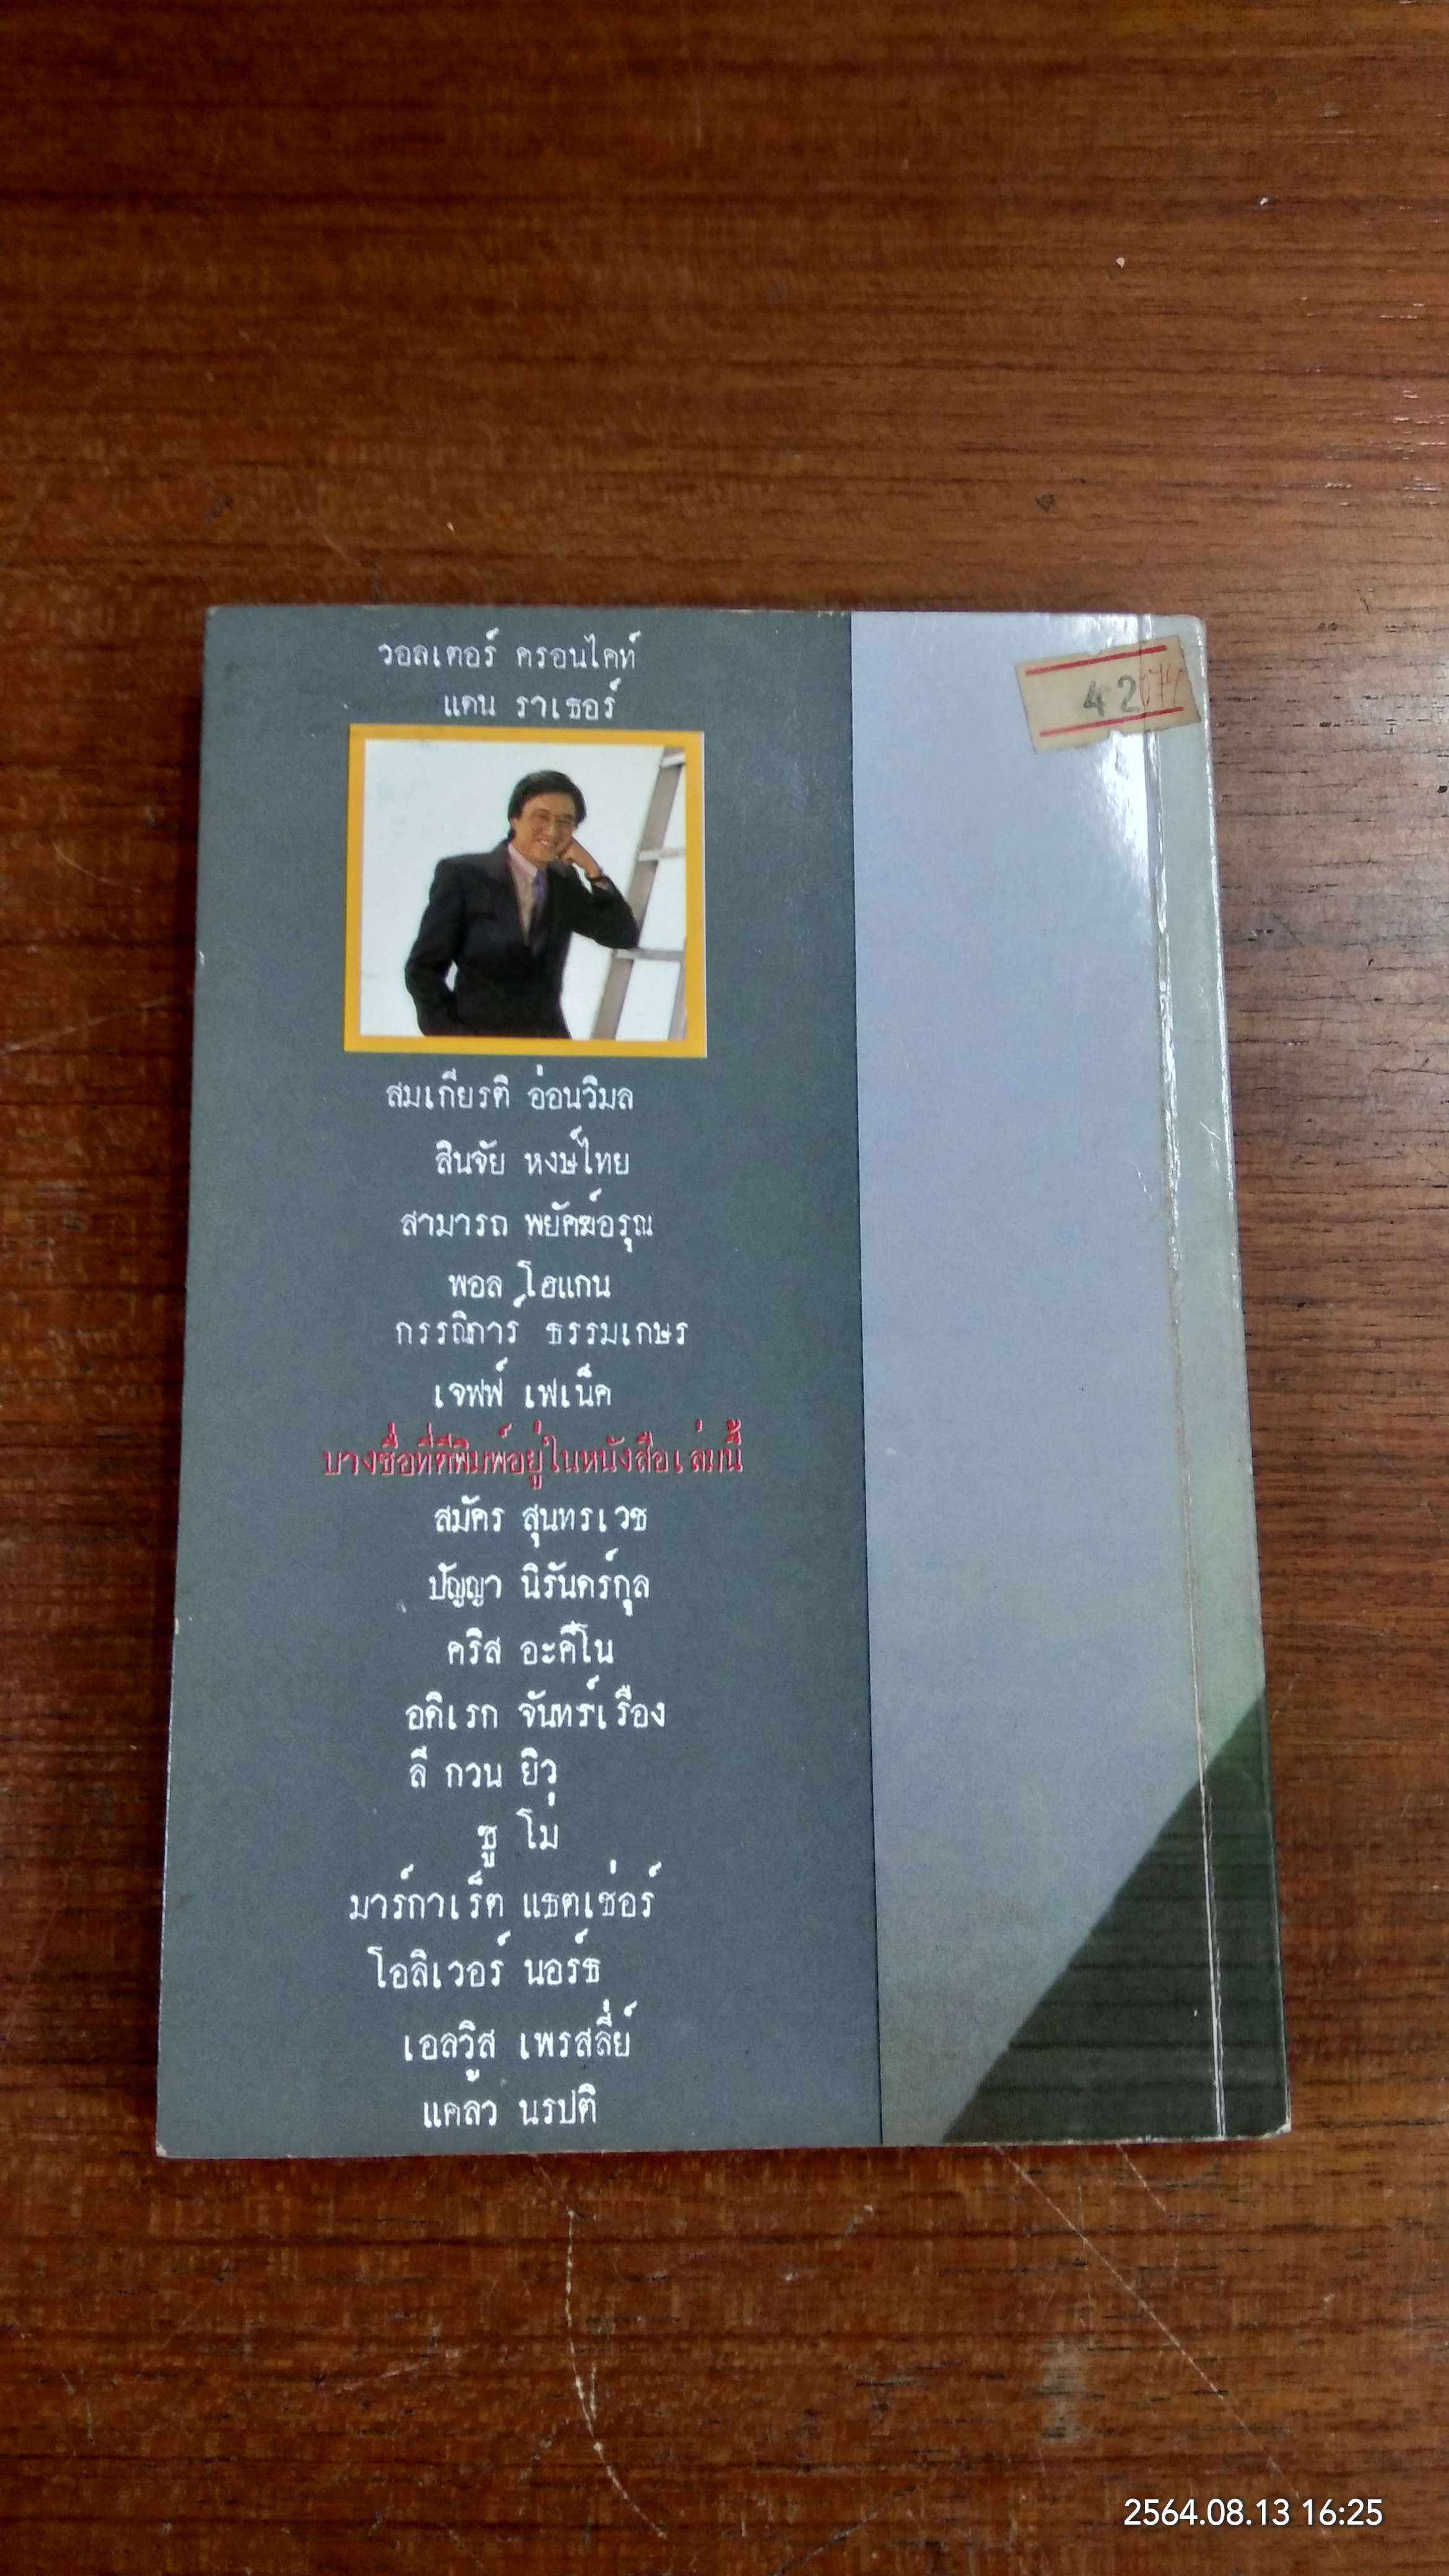 วอลเตอร์ ครอนไคท์
แดน ราเธอร์
42
สมเกียรติ อ่อนวิมล
สินจัย หงษ์ไทย
สามารถ พยัคฆ์อรุณ
พอล โฮแกน
กรรณิการ์ ธรรมเกษร
เจฟฟ์ เฟเน็ค
บางชื่อที่ตีพิมพ์อยู่ในหนังสือเล่มนี้
สมัคร สุนทรเวช
ปัญญา นิรันดร์กุล
คริส อะคีโน
อดิเรก จันทร์เรือง
ลี กวน ยิว
ซู โม่
มาร์กาเร็ต แธตเช่อร์
โอลิเวอร์ นอร์ธ
เอลวิส เพรสลี่ย์
แคล้ว นรปติ
2564.08.13 16:25